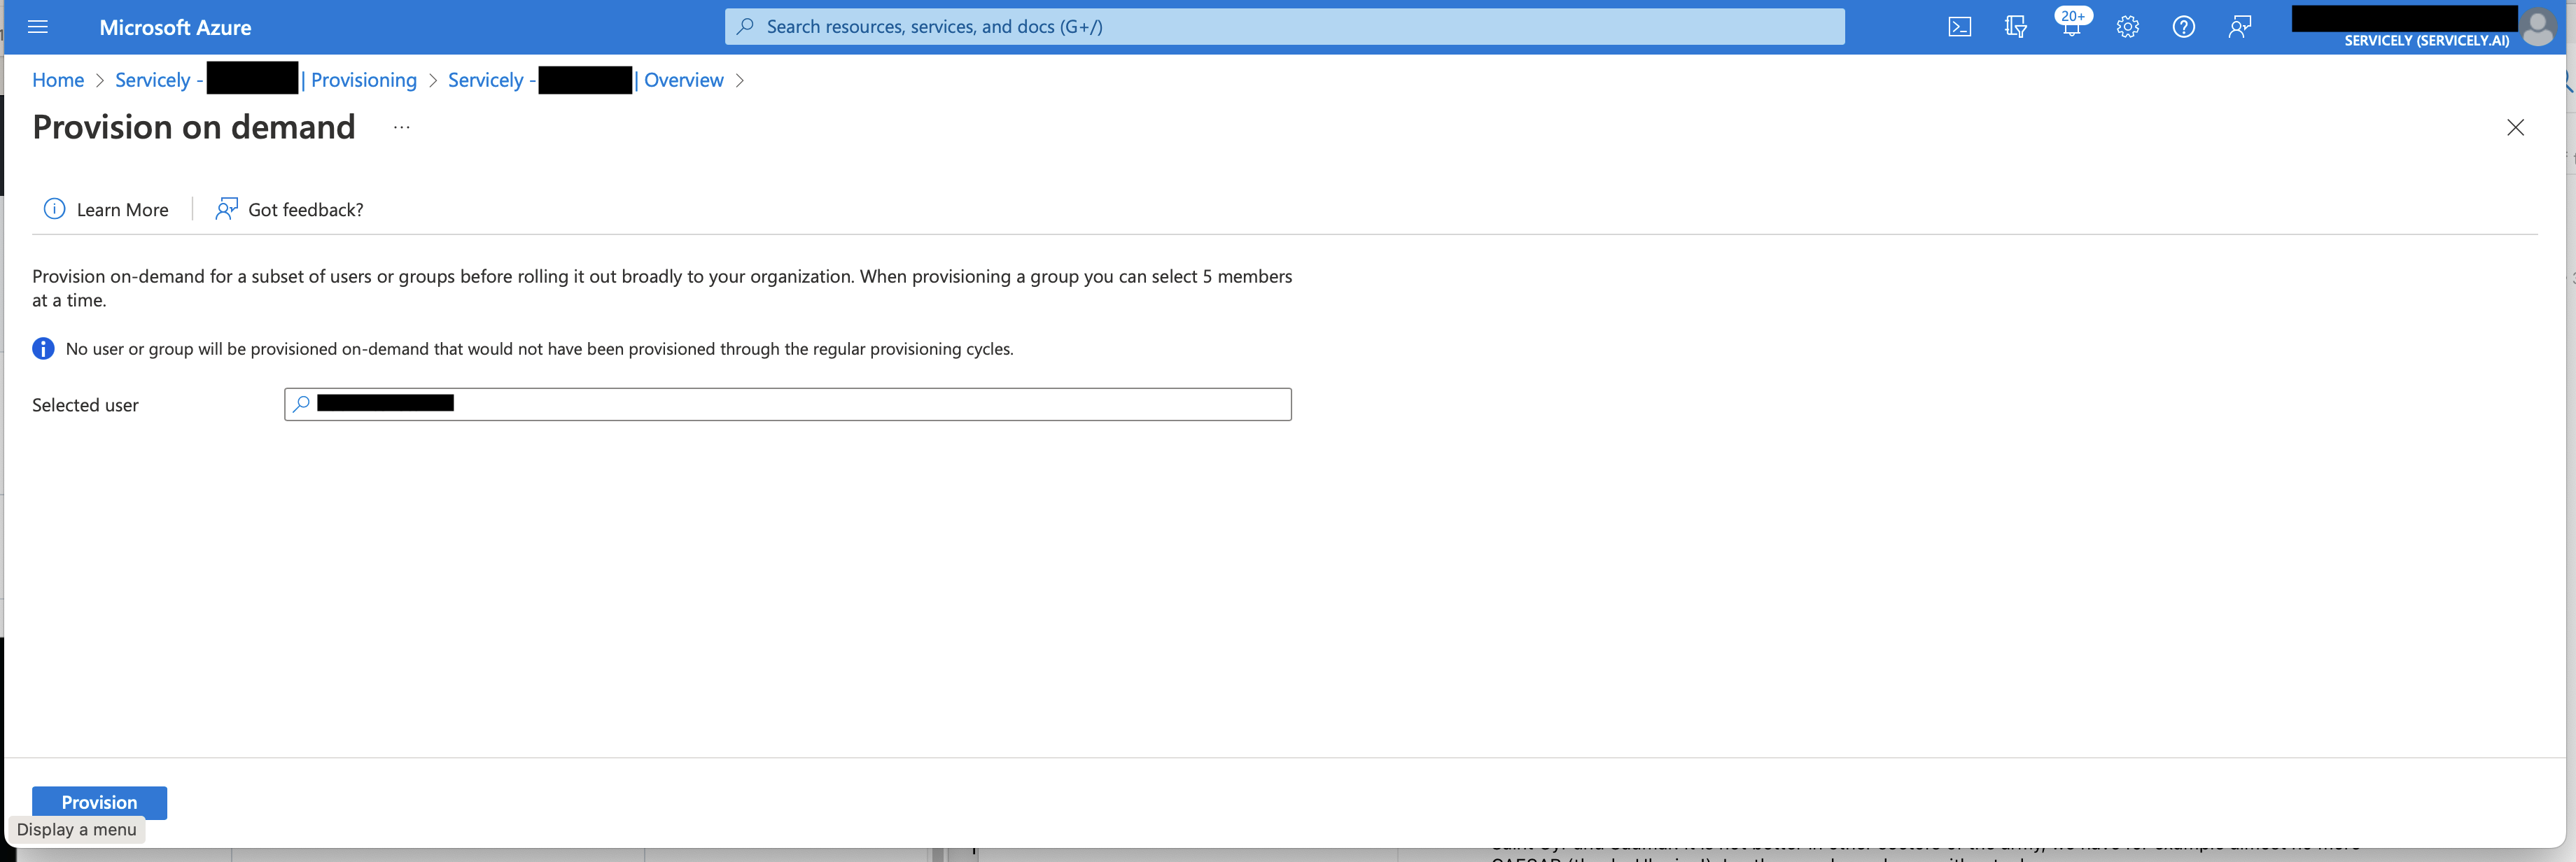 Microsoft Azure
Search resources, services, and docs (G+/)
20+
SERVICELY (SERVICELY.AI)
Home > Servicely - | Provisioning > Servicely - | Overview >
Provision on demand ...
Learn More
Got feedback?
Provision on-demand for a subset of users or groups before rolling it out broadly to your organization. When provisioning a group you can select 5 members
at a time.
No user or group will be provisioned on-demand that would not have been provisioned through the regular provisioning cycles.
Selected user
Provision
Display a menu